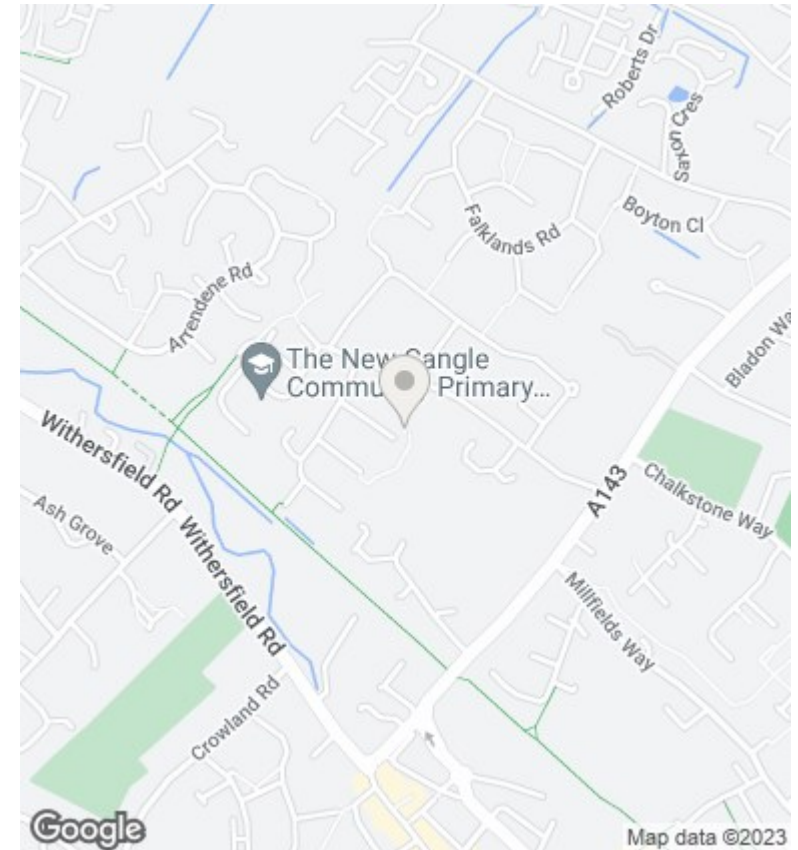 Roberts Dr
Saxon Cres
Boyton Cl
Falklands Rd
Arrendene Rd
Bladon Way
The New Cangle
Community Primary...
A143
Chalkstone Way
Withersfield Rd
Ash Grove
Withersfield Rd
Millfields Way
Crowland Rd
Google
Map data ©2023